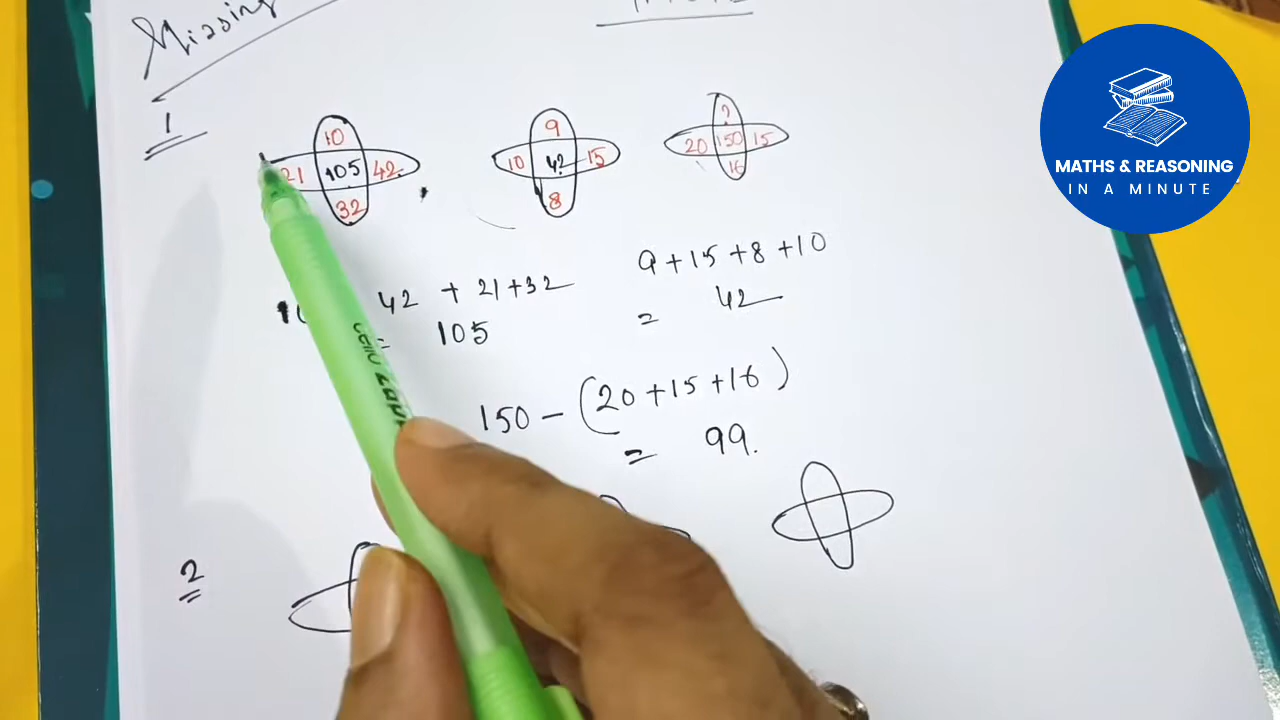 Missing
1
10
21 105 42
32
9
10 42 15
8
?
20 150 15
16
42 + 21 + 32
= 105
9 + 15 + 8 + 10
= 42
150 - (20 + 15 + 16)
= 99.
2
MATHS & REASONING
IN A MINUTE